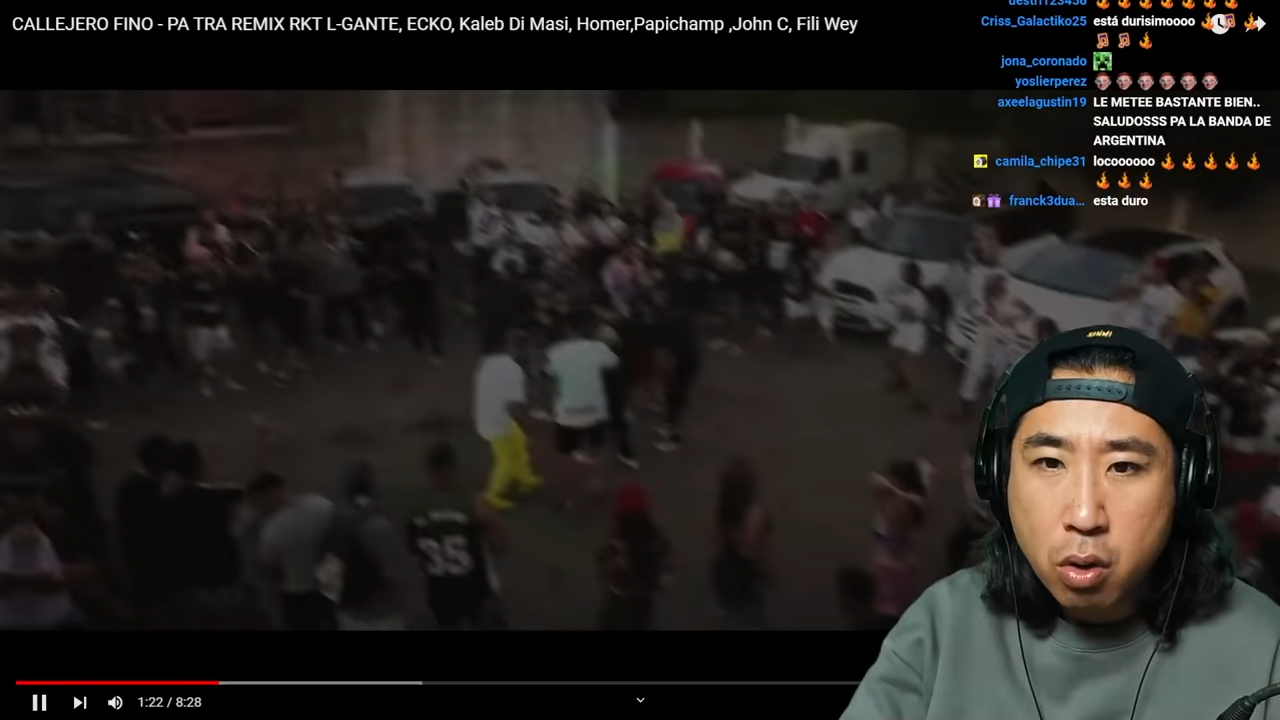 CALLEJERO FINO - PA TRA REMIX RKT L-GANTE, ECKO, Kaleb Di Masi, Homer,Papichamp ,John C, Fili Wey
Criss_Galactiko25 está durisimoooo
jona_coronado
yoslierperez
axeelagustin19 LE METEE BASTANTE BIEN..
SALUDOSSS PA LA BANDA DE
ARGENTINA
camila_chipe31 locoooooo
franck3dua… esta duro
35
1:22 / 8:28